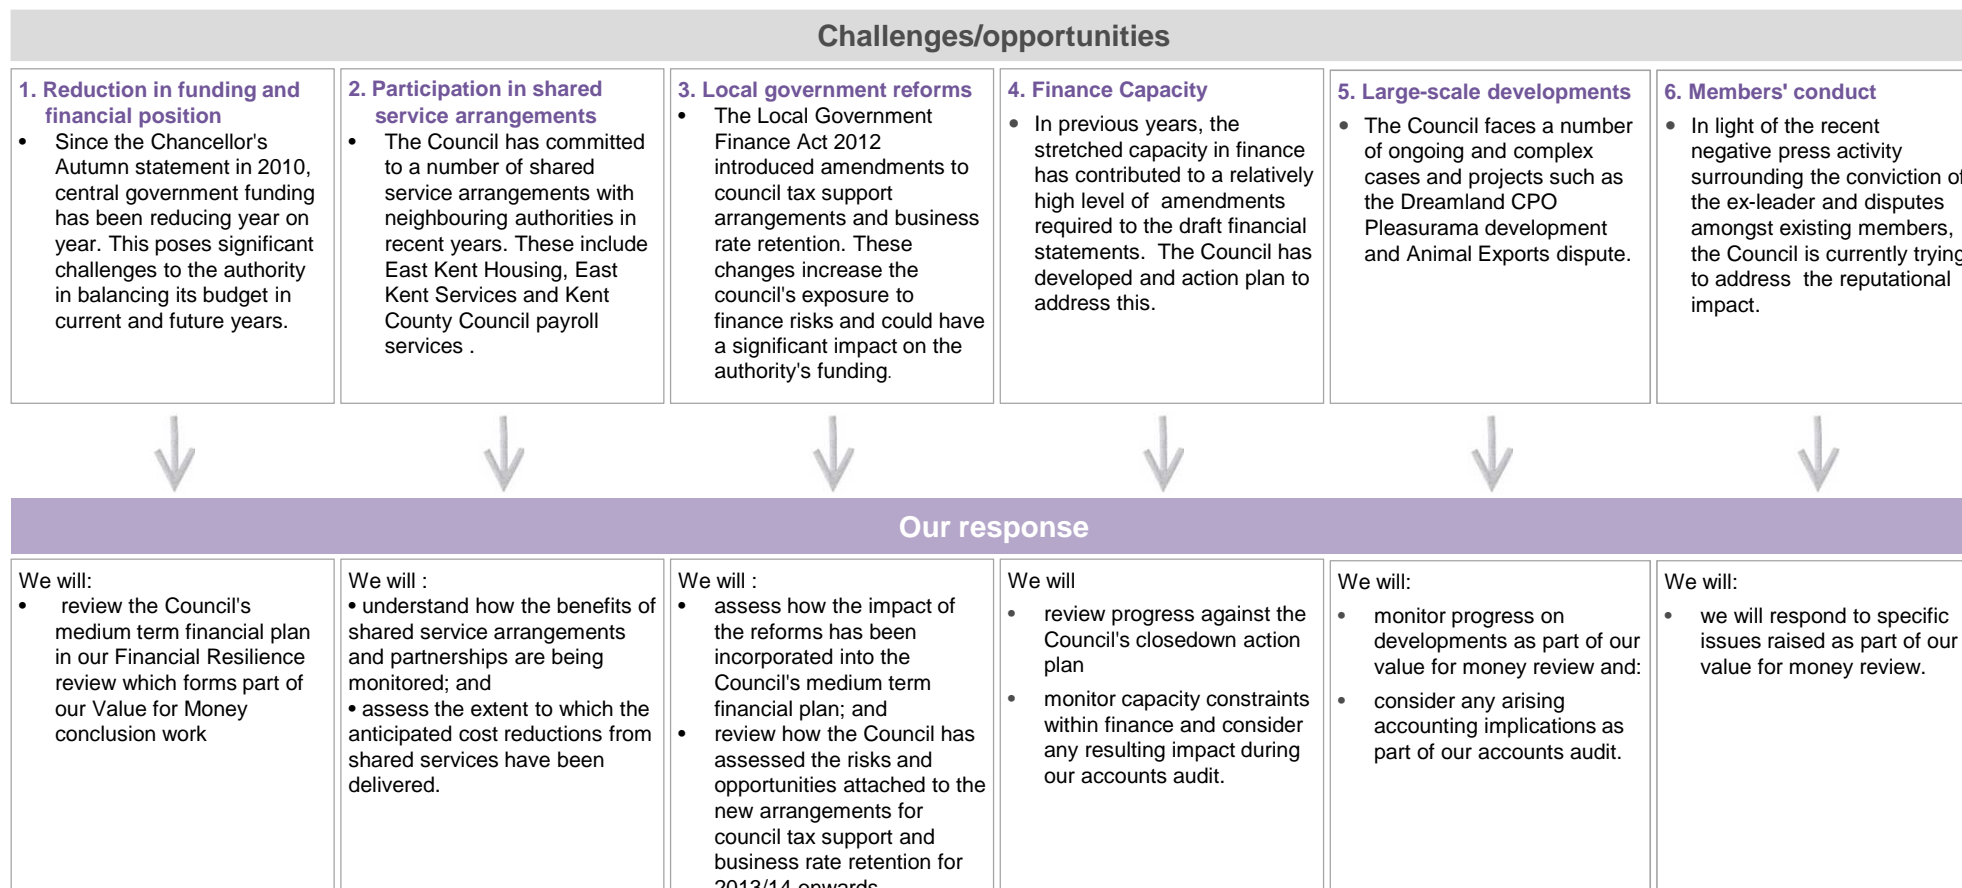 Challenges/opportunities
1. Reduction in funding and
financial position
• Since the Chancellor's
Autumn statement in 2010,
central government funding
has been reducing year on
year. This poses significant
challenges to the authority
in balancing its budget in
current and future years.
2. Participation in shared
service arrangements
• The Council has committed
to a number of shared
service arrangements with
neighbouring authorities in
recent years. These include
East Kent Housing, East
Kent Services and Kent
County Council payroll
services .
3. Local government reforms
• The Local Government
Finance Act 2012
introduced amendments to
council tax support
arrangements and business
rate retention. These
changes increase the
council's exposure to
finance risks and could have
a significant impact on the
authority's funding.
4. Finance Capacity
• In previous years, the
stretched capacity in finance
has contributed to a relatively
high level of  amendments
required to the draft financial
statements.  The Council has
developed and action plan to
address this.
5. Large-scale developments
• The Council faces a number
of ongoing and complex
cases and projects such as
the Dreamland CPO
Pleasurama development
and Animal Exports dispute.
6. Members' conduct
• In light of the recent
negative press activity
surrounding the conviction of
the ex-leader and disputes
amongst existing members,
the Council is currently trying
to address  the reputational
impact.
Our response
We will:
• review the Council's
medium term financial plan
in our Financial Resilience
review which forms part of
our Value for Money
conclusion work
We will :
• understand how the benefits of
shared service arrangements
and partnerships are being
monitored; and
• assess the extent to which the
anticipated cost reductions from
shared services have been
delivered.
We will :
• assess how the impact of
the reforms has been
incorporated into the
Council's medium term
financial plan; and
• review how the Council has
assessed the risks and
opportunities attached to the
new arrangements for
council tax support and
business rate retention for
2013/14 onwards
We will
• review progress against the
Council's closedown action
plan
• monitor capacity constraints
within finance and consider
any resulting impact during
our accounts audit.
We will:
• monitor progress on
developments as part of our
value for money review and:
• consider any arising
accounting implications as
part of our accounts audit.
We will:
• we will respond to specific
issues raised as part of our
value for money review.